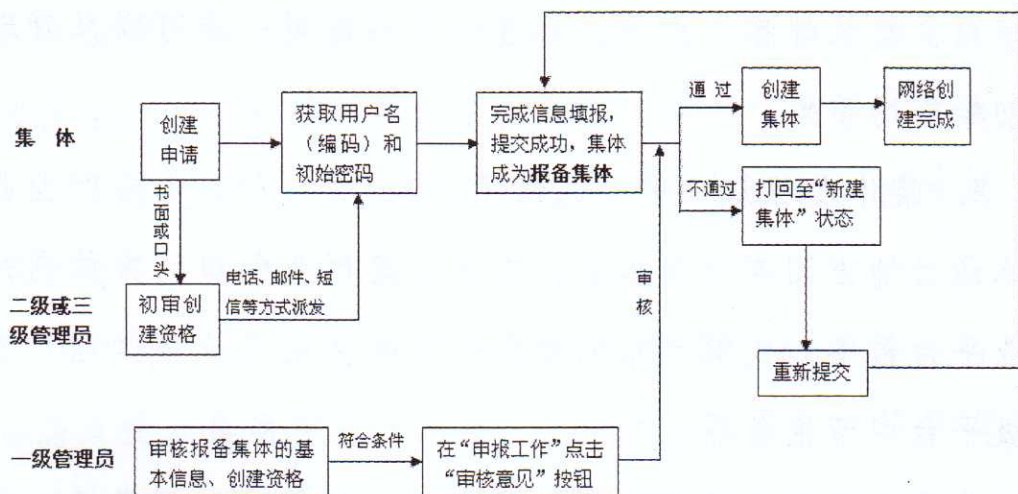 集 体
创建
申请
获取用户名
（编码）和
初始密码
完成信息填报，
提交成功，集体
成为报备集体
通 过
创建
集体
网络创
建完成
不通过
打回至“新建
集体”状态
书面或口头
电话、邮件、短
信等方式派发
审核
二级或三
级管理员
初审创
建资格
重新提交
一级管理员
审核报备集体的基
本信息、创建资格
符合条件
在“申报工作”点击
“审核意见”按钮